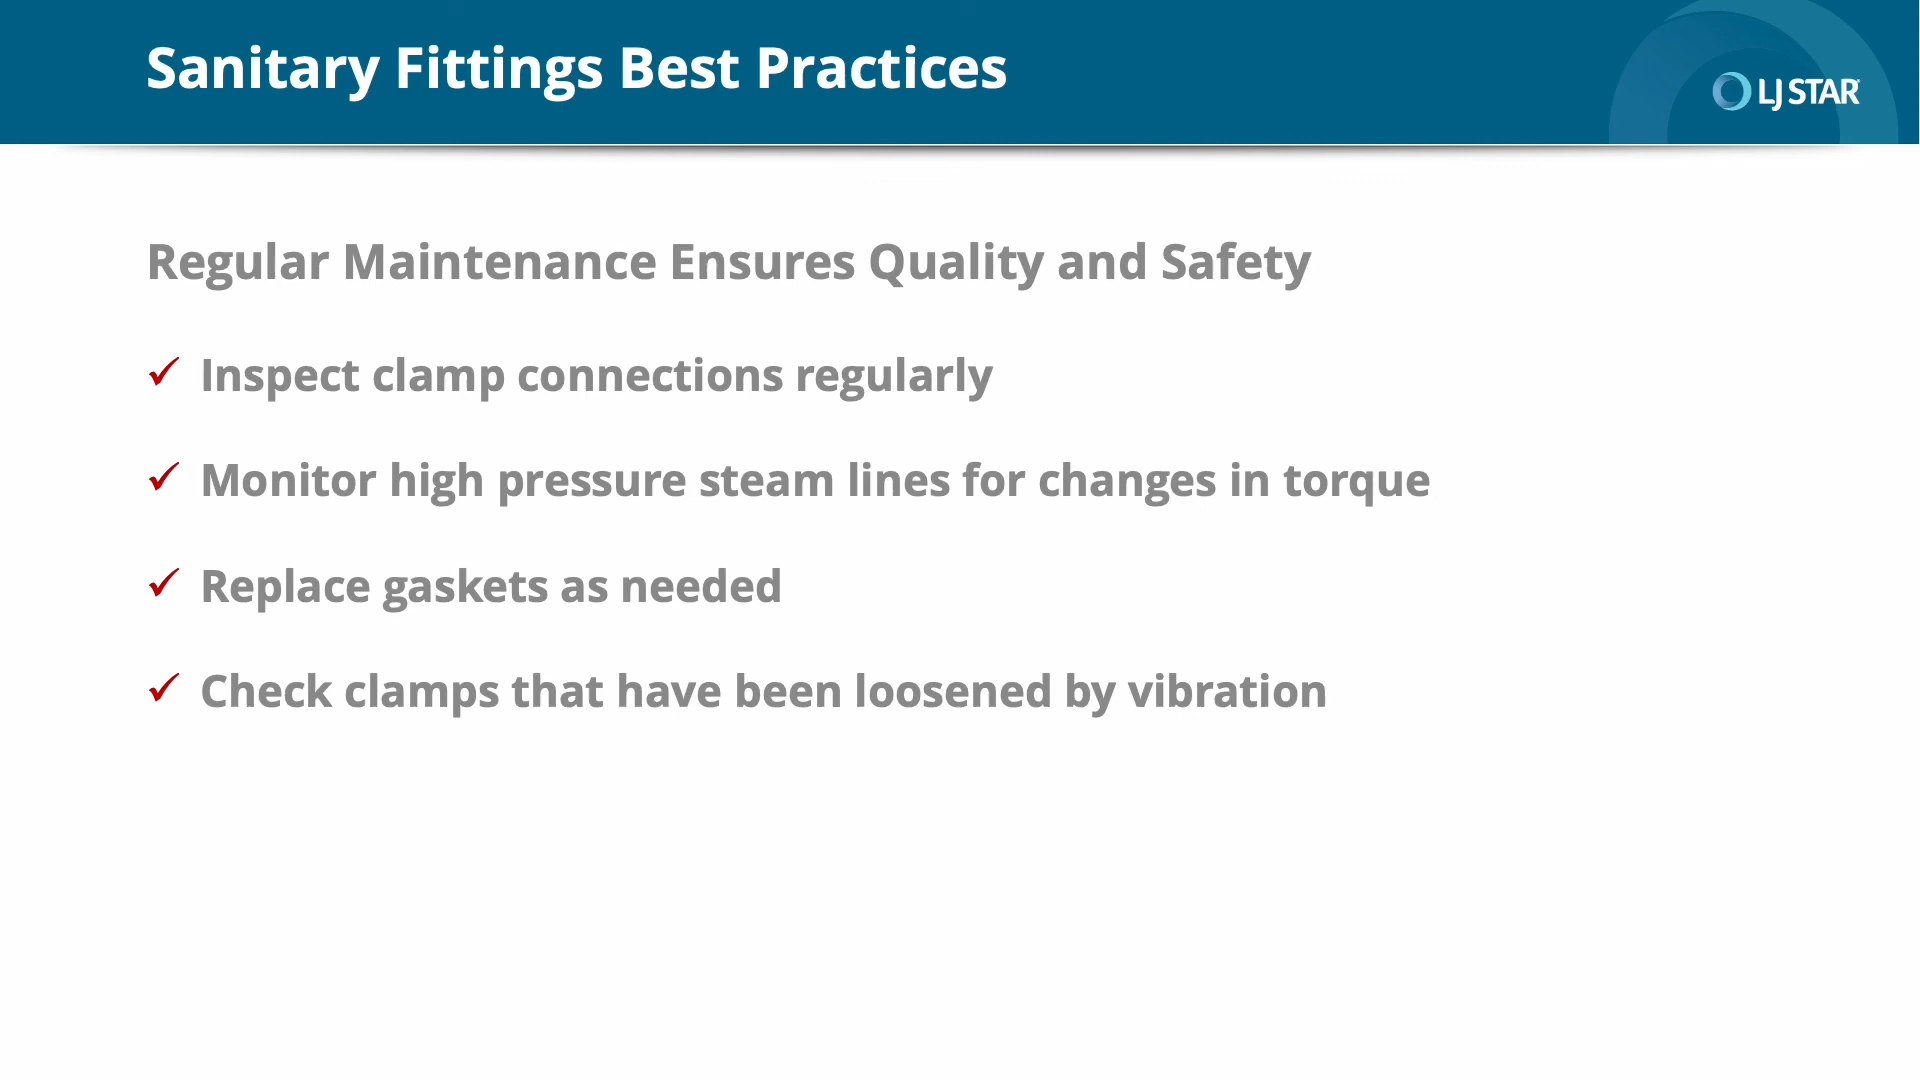 Sanitary Fittings Best Practices
LJ STAR
Regular Maintenance Ensures Quality and Safety
✓ Inspect clamp connections regularly
✓ Monitor high pressure steam lines for changes in torque
✓ Replace gaskets as needed
✓ Check clamps that have been loosened by vibration